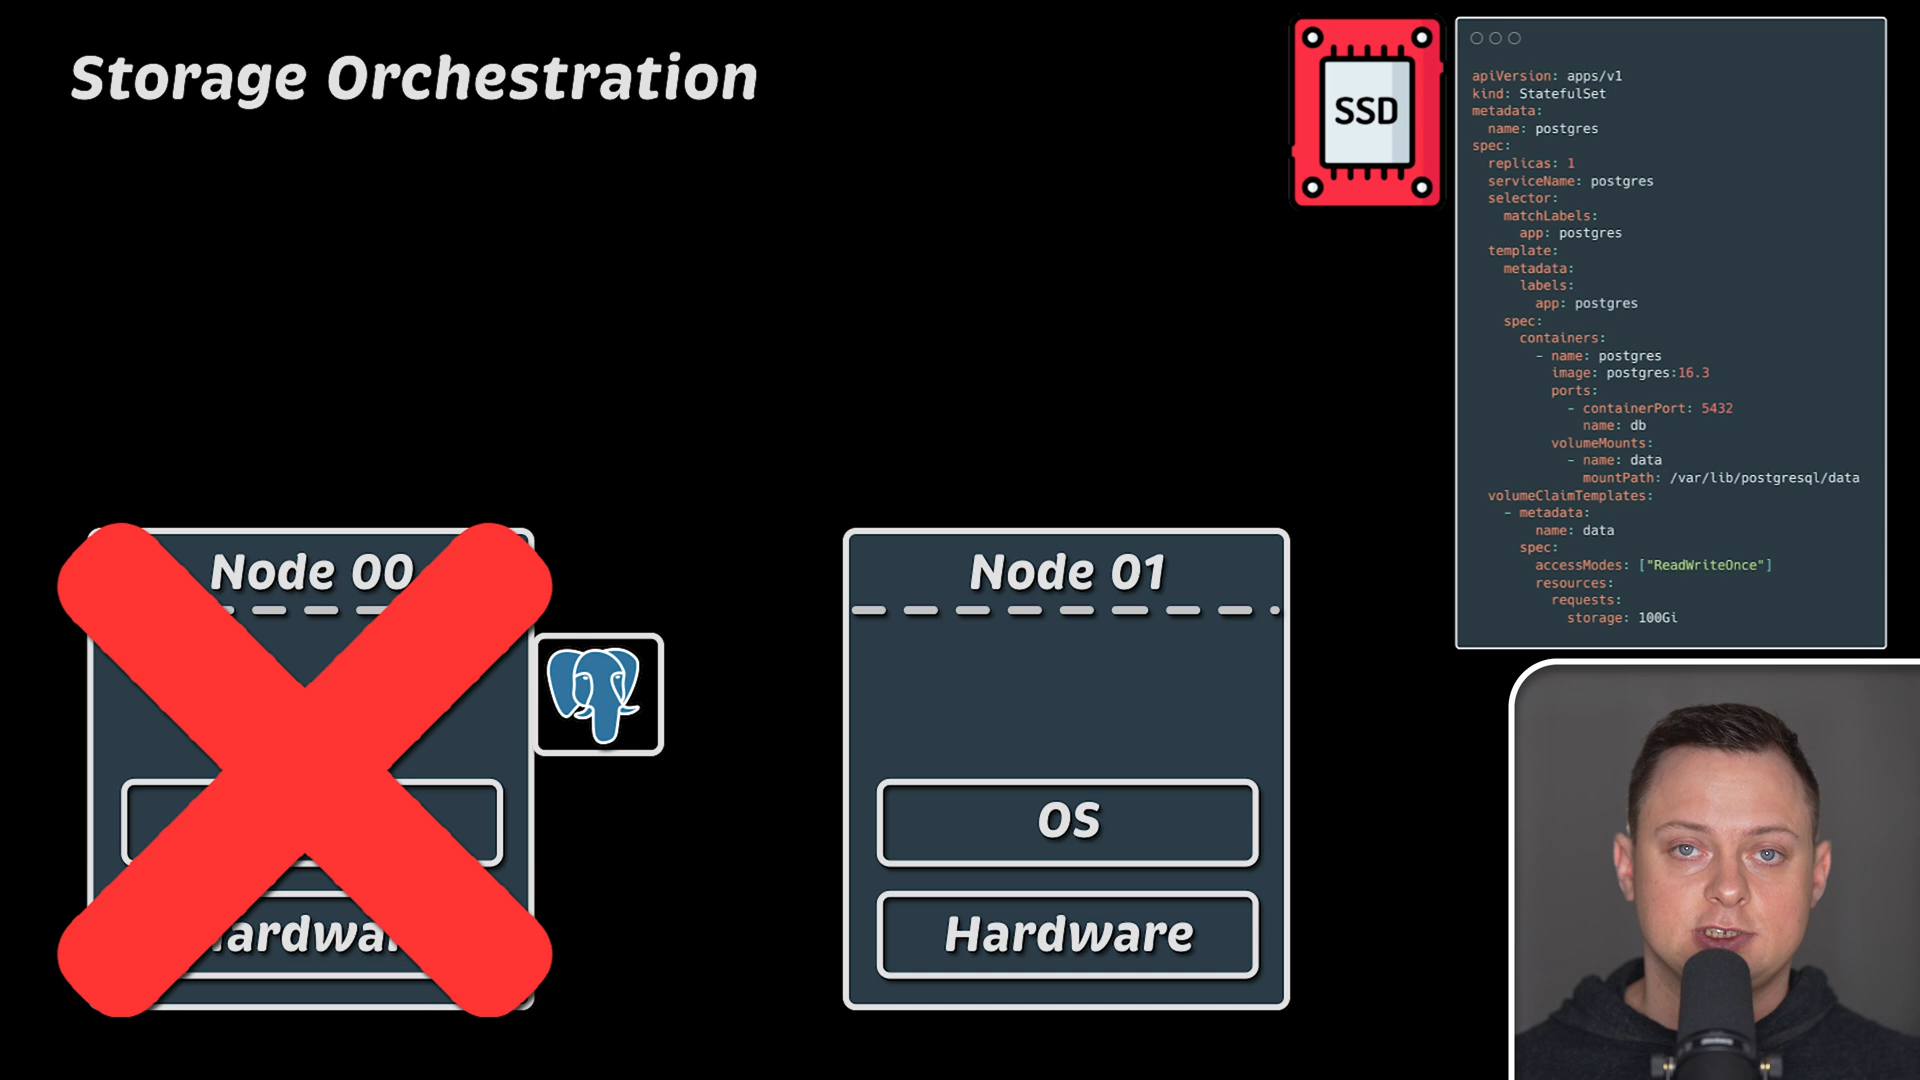 Storage Orchestration
SSD
apiVersion: apps/v1
kind: StatefulSet
metadata:
  name: postgres
spec:
  replicas: 1
  serviceName: postgres
  selector:
    matchLabels:
      app: postgres
  template:
    metadata:
      labels:
        app: postgres
    spec:
      containers:
        - name: postgres
          image: postgres:16.3
          ports:
            - containerPort: 5432
              name: db
          volumeMounts:
            - name: data
              mountPath: /var/lib/postgresql/data
  volumeClaimTemplates:
    - metadata:
        name: data
      spec:
        accessModes: ["ReadWriteOnce"]
        resources:
          requests:
            storage: 100Gi
Node 00
Node 01
OS
Hardware